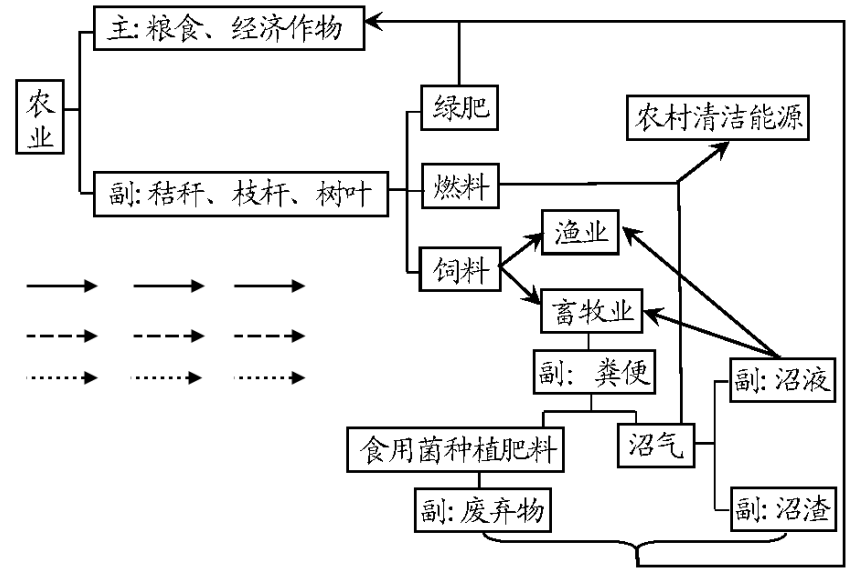 主:粮食、经济作物
农业
绿肥
农村清洁能源
副:秸秆、枝杆、树叶
燃料
渔业
饲料
畜牧业
副:粪便
副:沼液
食用菌种植肥料
沼气
副:废弃物
副:沼渣